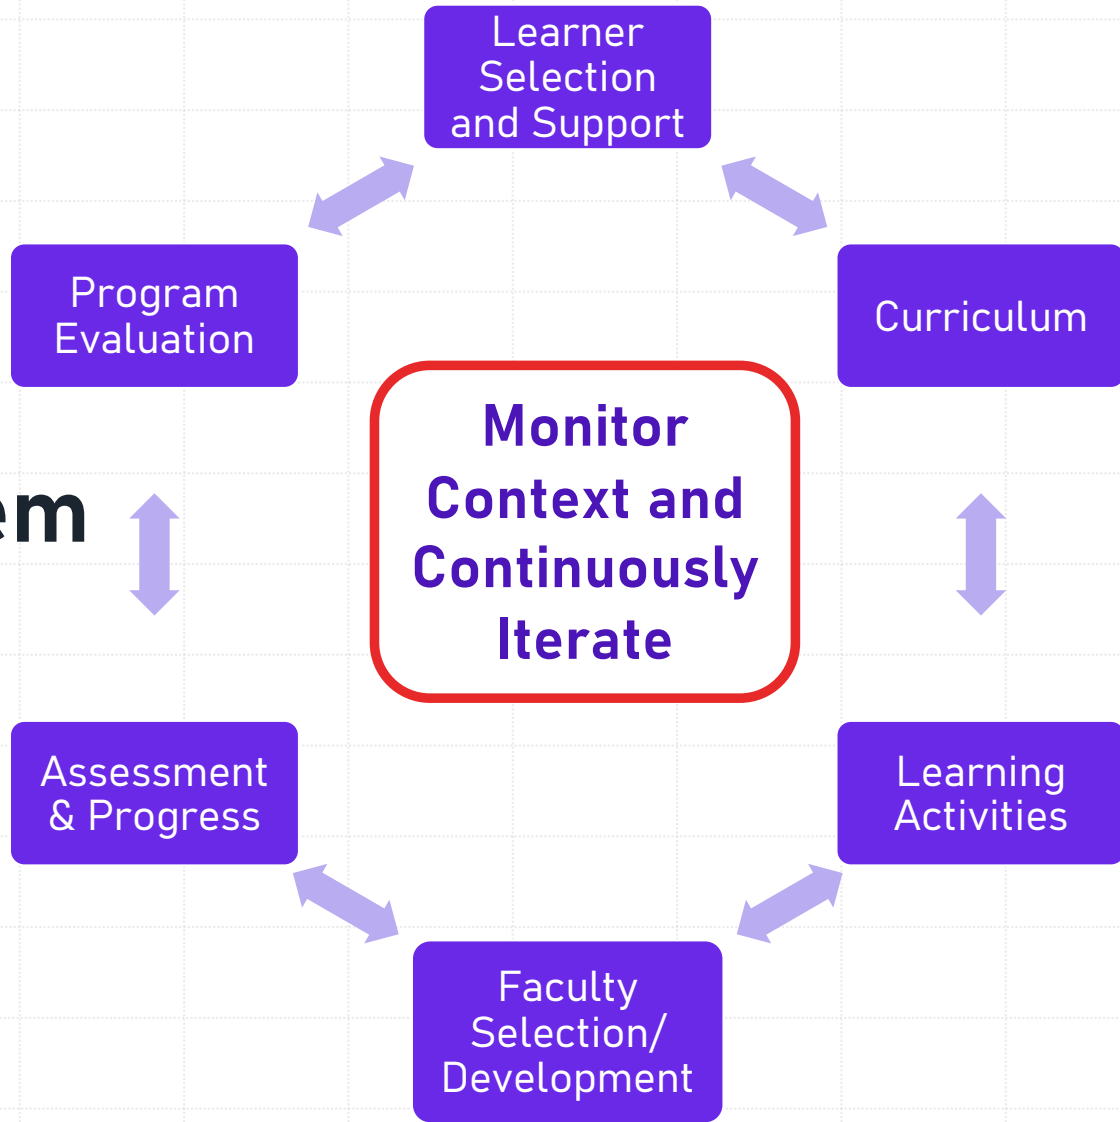 Learner
Selection
and Support
Program
Evaluation
Curriculum
Monitor
Context and
Continuously
Iterate
em
Assessment
& Progress
Learning
Activities
Faculty
Selection/
Development